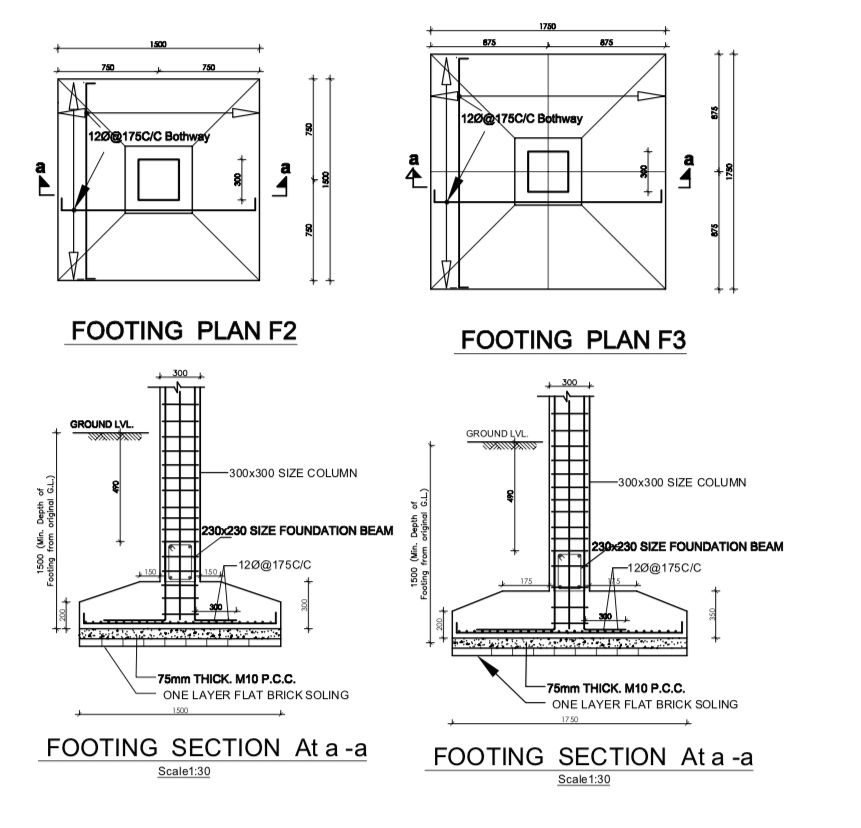 1500
750 750
12Ø@175C/C Bothway
a a
300
750
1500
750
FOOTING PLAN F2
1750
875 875
12Ø@175C/C Bothway
a a
300
875
1750
875
FOOTING PLAN F3
300
GROUND LVL.
490
1500 (Min. Depth of
Footing from original G.L.)
300x300 SIZE COLUMN
230x230 SIZE FOUNDATION BEAM
150 150
12Ø@175C/C
300
200
300
75mm THICK. M10 P.C.C.
ONE LAYER FLAT BRICK SOLING
1500
FOOTING SECTION At a -a
Scale1:30
300
GROUND LVL.
490
1500 (Min. Depth of
Footing from original G.L.)
300x300 SIZE COLUMN
230x230 SIZE FOUNDATION BEAM
175 175
12Ø@175C/C
300
200
350
75mm THICK. M10 P.C.C.
ONE LAYER FLAT BRICK SOLING
1750
FOOTING SECTION At a -a
Scale1:30